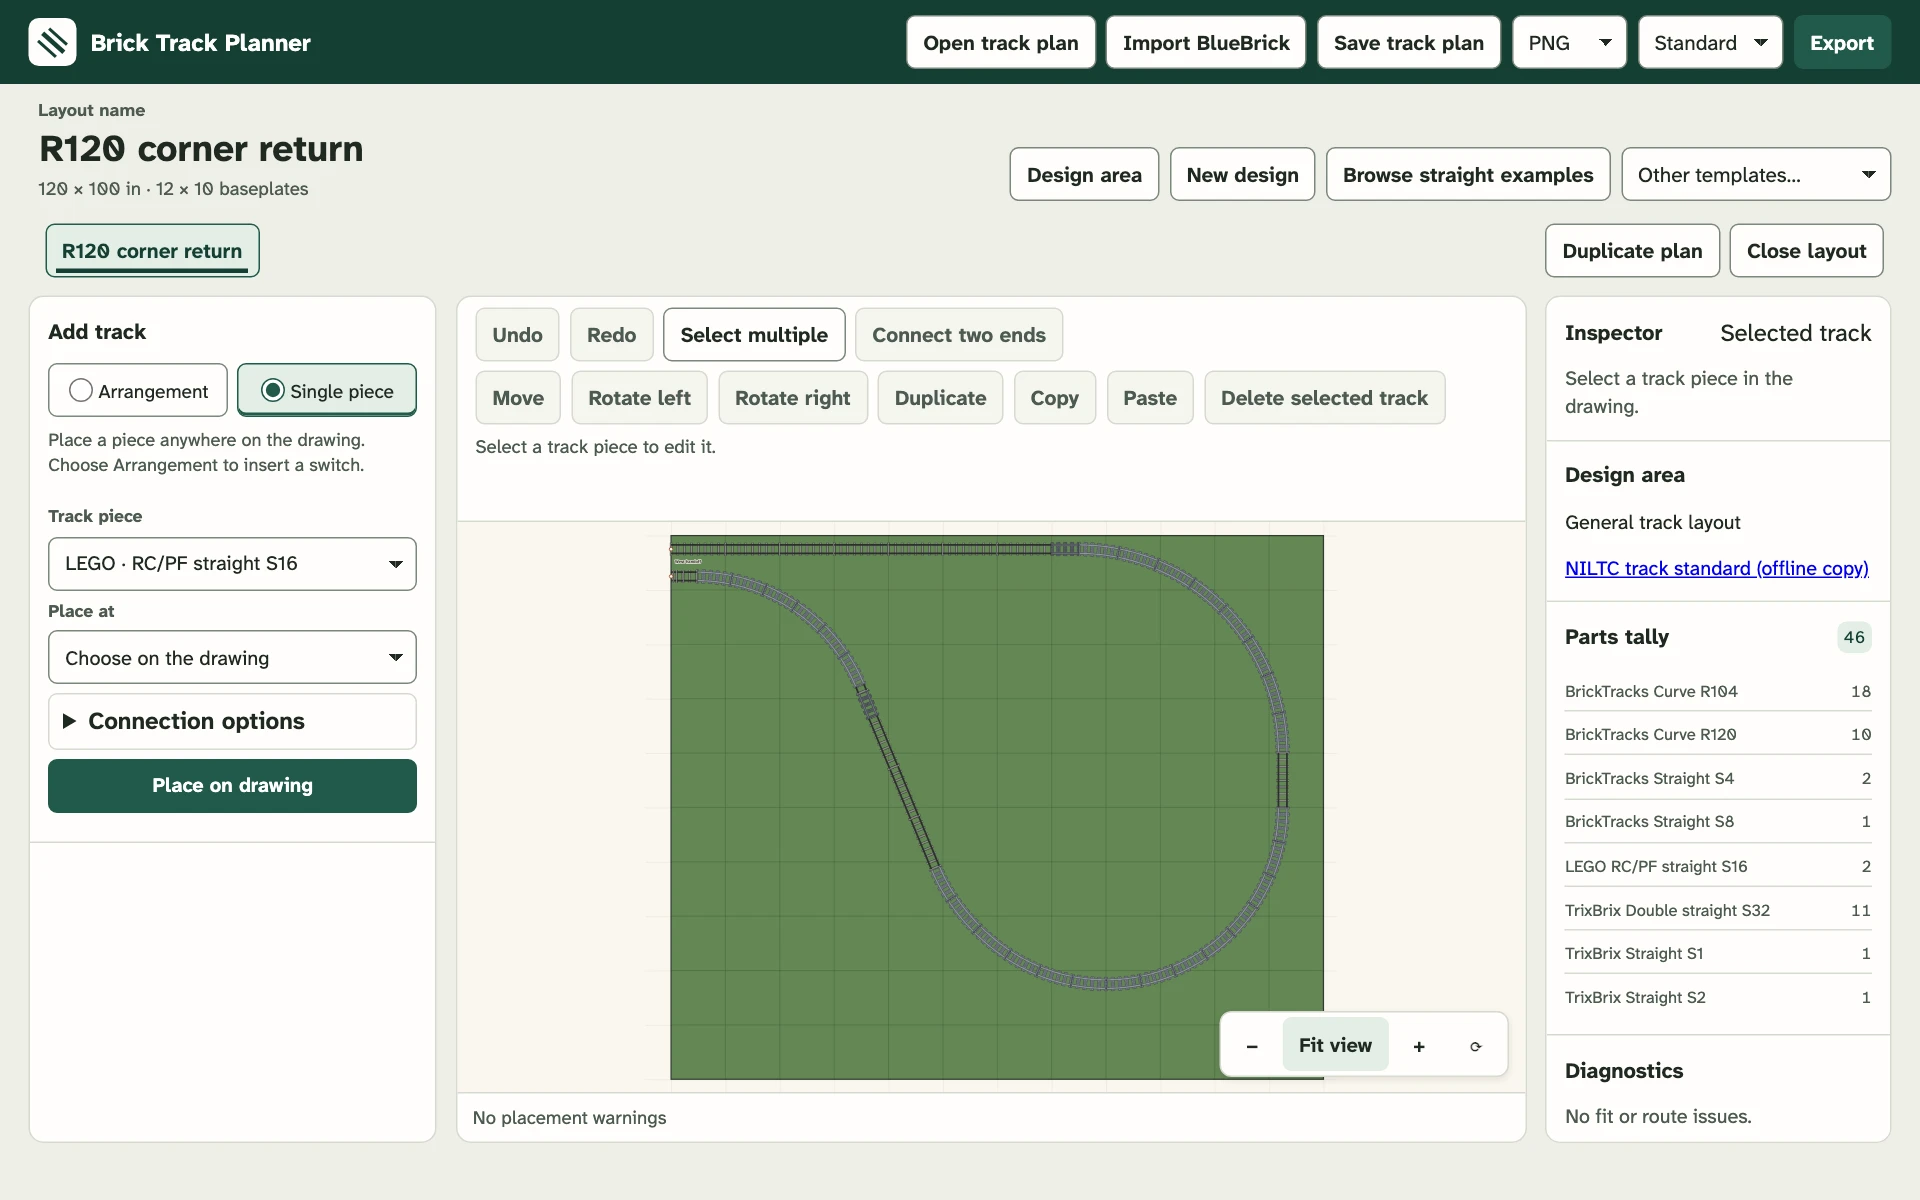 Brick Track Planner
Open track plan
Import BlueBrick
Save track plan
PNG
Standard
Export
Layout name
R120 corner return
120 × 100 in · 12 × 10 baseplates
Design area
New design
Browse straight examples
Other templates...
R120 corner return
Duplicate plan
Close layout
Add track
Arrangement
Single piece
Place a piece anywhere on the drawing.
Choose Arrangement to insert a switch.
Track piece
LEGO · RC/PF straight S16
Place at
Choose on the drawing
Connection options
Place on drawing
Undo
Redo
Select multiple
Connect two ends
Move
Rotate left
Rotate right
Duplicate
Copy
Paste
Delete selected track
Select a track piece to edit it.
− Fit view +
No placement warnings
Inspector
Selected track
Select a track piece in the
drawing.
Design area
General track layout
NILTC track standard (offline copy)
Parts tally 46
BrickTracks Curve R104 18
BrickTracks Curve R120 10
BrickTracks Straight S4 2
BrickTracks Straight S8 1
LEGO RC/PF straight S16 2
TrixBrix Double straight S32 11
TrixBrix Straight S1 1
TrixBrix Straight S2 1
Diagnostics
No fit or route issues.